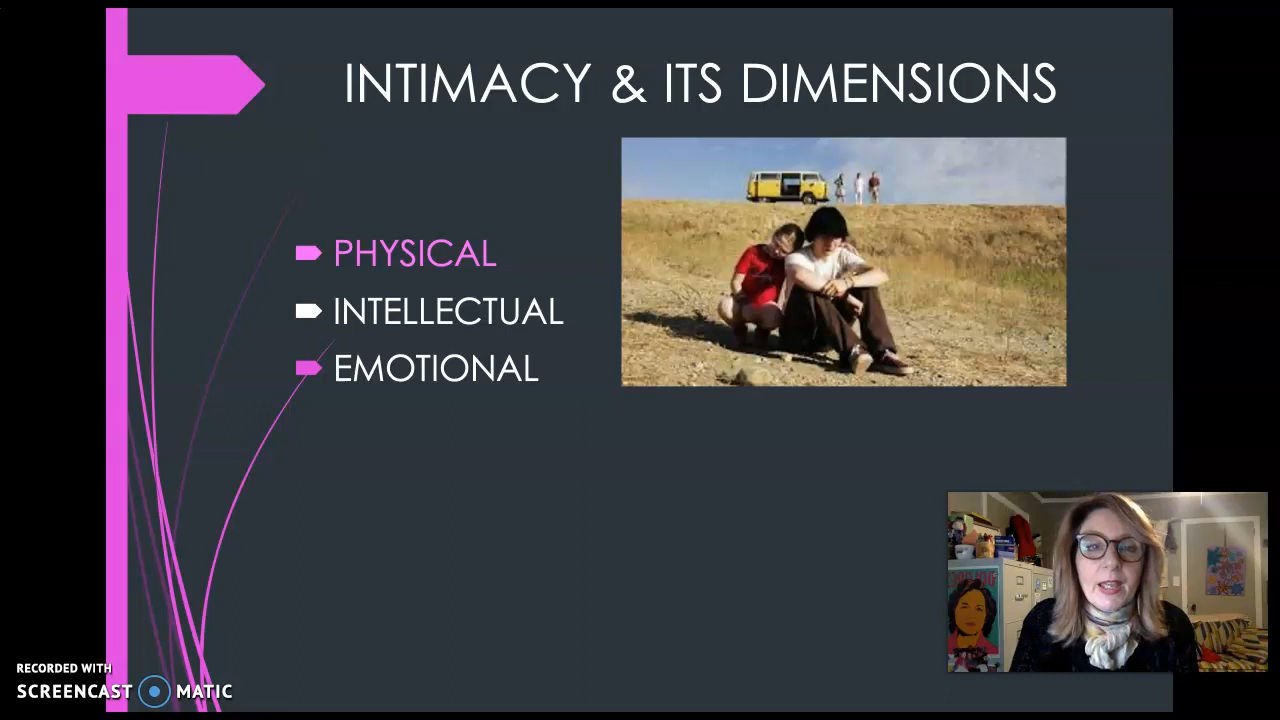 INTIMACY & ITS DIMENSIONS
PHYSICAL
INTELLECTUAL
EMOTIONAL
RECORDED WITH
SCREENCAST MATIC